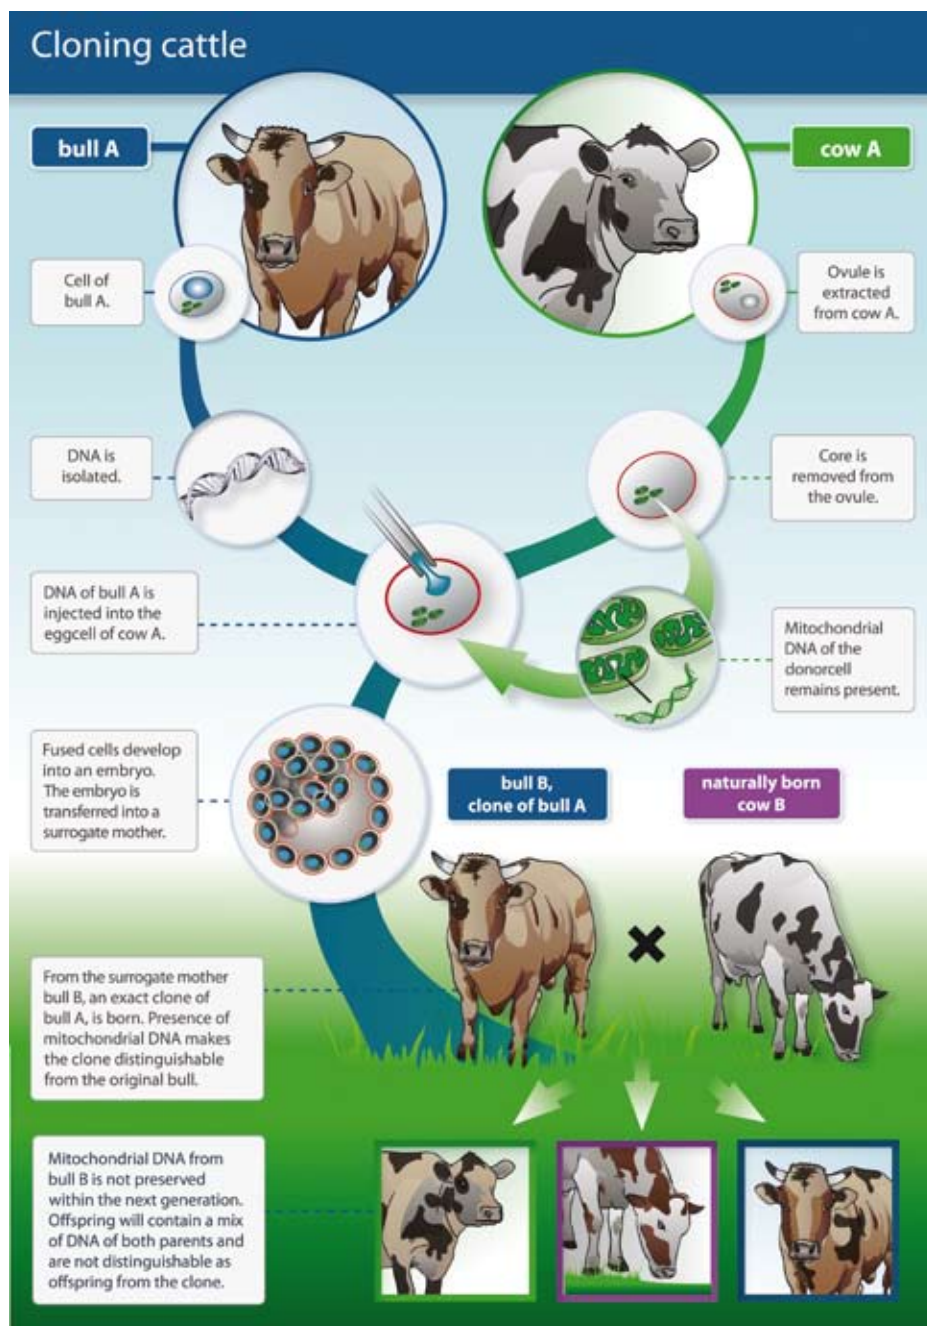 Cloning cattle
bull A
cow A
Cell of
bull A.
Ovule is
extracted
from cow A.
DNA is
isolated.
Core is
removed from
the ovule.
DNA of bull A is
injected into the
eggcell of cow A.
Mitochondrial
DNA of the
donorcell
remains present.
Fused cells develop
into an embryo.
The embryo is
transferred into a
surrogate mother.
bull B,
clone of bull A
naturally born
cow B
From the surrogate mother
bull B, an exact clone of
bull A, is born. Presence of
mitochondrial DNA makes
the clone distinguishable
from the original bull.
Mitochondrial DNA from
bull B is not preserved
within the next generation.
Offspring will contain a mix
of DNA of both parents and
are not distinguishable as
offspring from the clone.